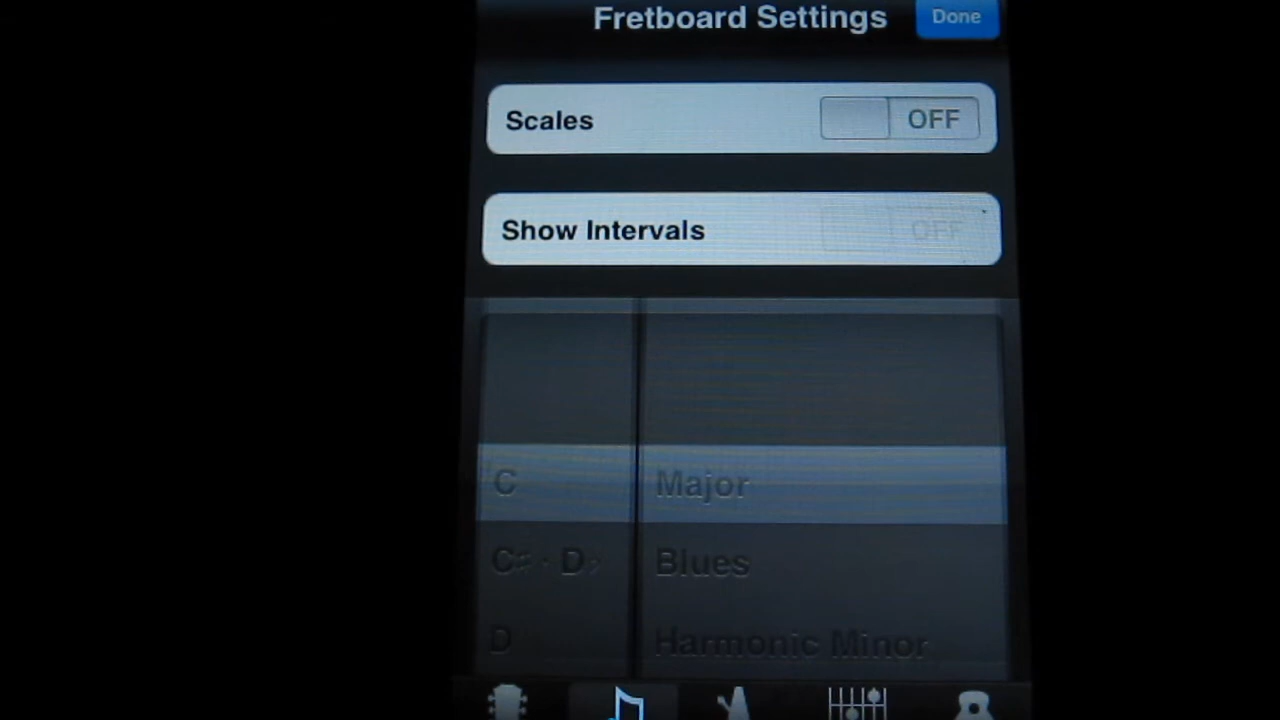 Fretboard Settings Done
Scales OFF
Show Intervals OFF
C Major
C♯ · D♭ Blues
D Harmonic Minor